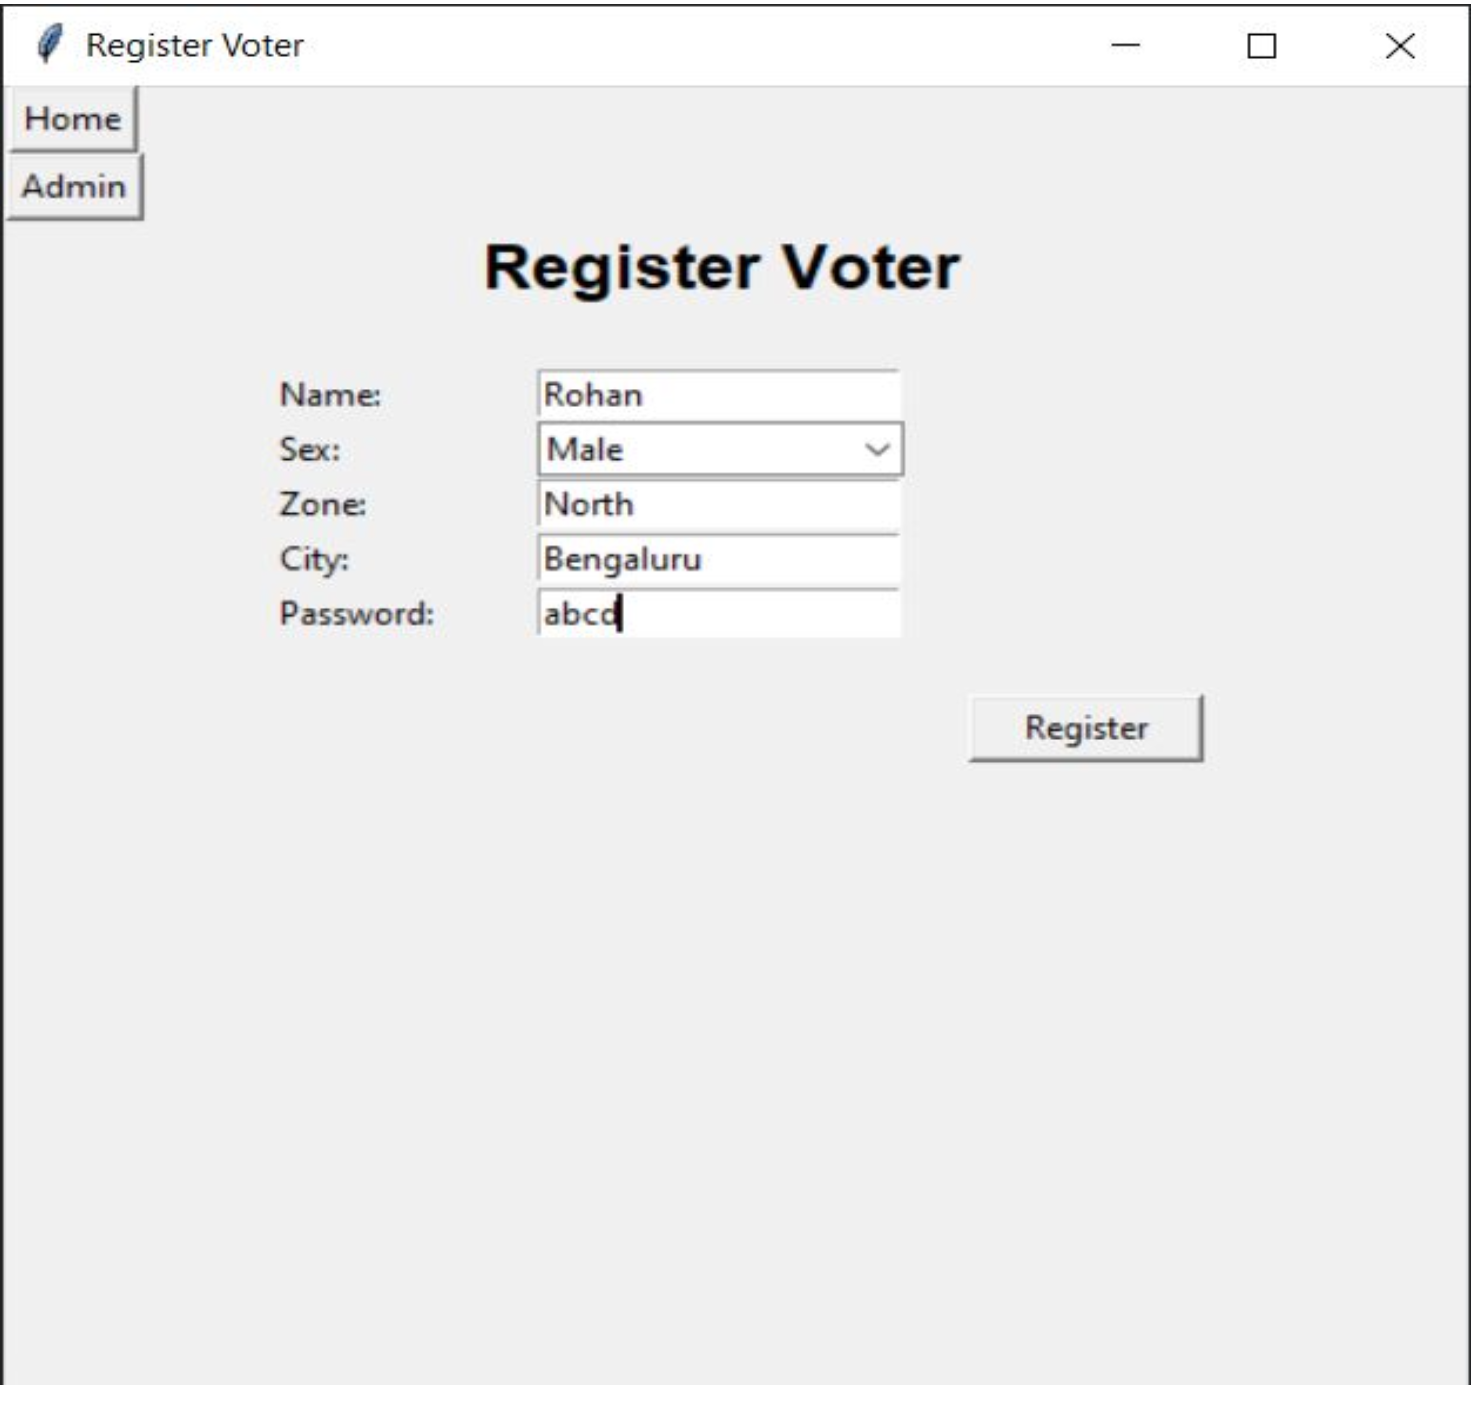 Register Voter
Home
Admin
Register Voter
Name: Rohan
Sex: Male
Zone: North
City: Bengaluru
Password: abcd
Register